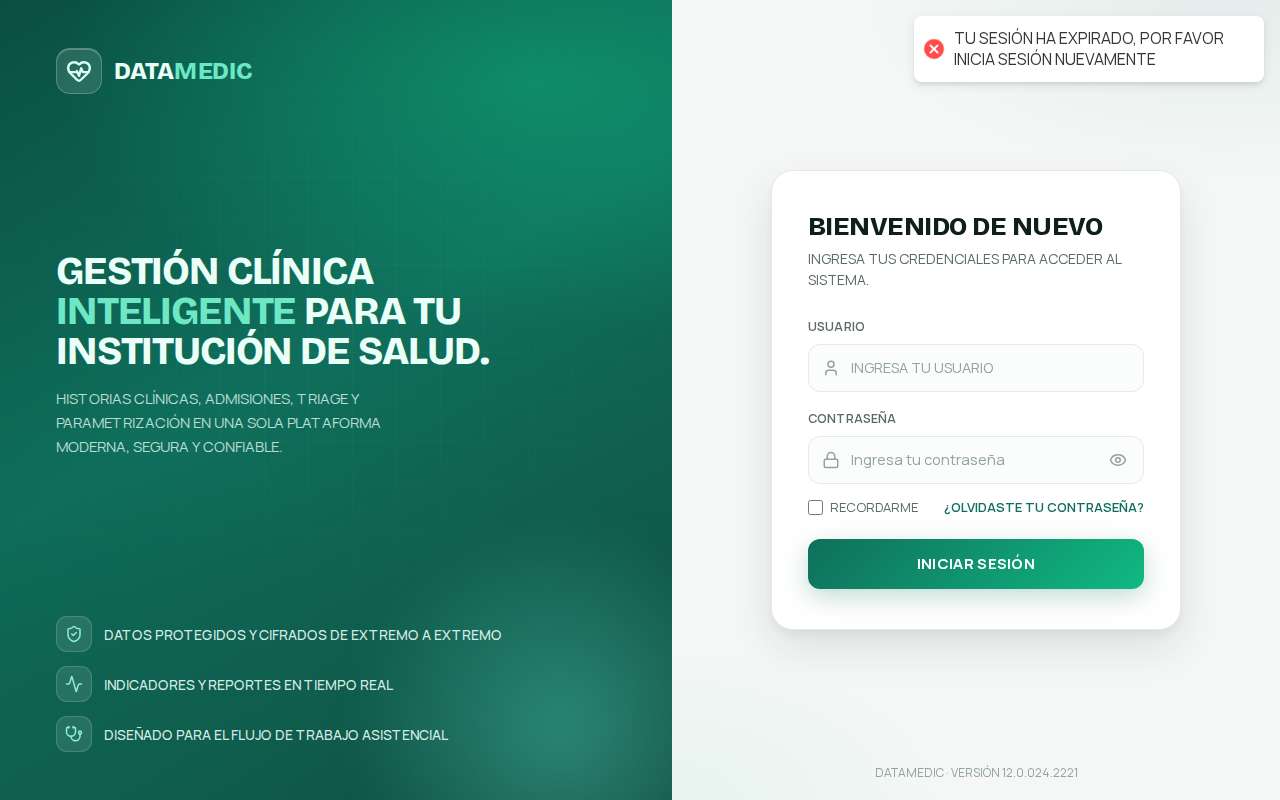 DATAMEDIC
GESTIÓN CLÍNICA
INTELIGENTE PARA TU
INSTITUCIÓN DE SALUD.
HISTORIAS CLÍNICAS, ADMISIONES, TRIAGE Y
PARAMETRIZACIÓN EN UNA SOLA PLATAFORMA
MODERNA, SEGURA Y CONFIABLE.
DATOS PROTEGIDOS Y CIFRADOS DE EXTREMO A EXTREMO
INDICADORES Y REPORTES EN TIEMPO REAL
DISEÑADO PARA EL FLUJO DE TRABAJO ASISTENCIAL
TU SESIÓN HA EXPIRADO, POR FAVOR
INICIA SESIÓN NUEVAMENTE
BIENVENIDO DE NUEVO
INGRESA TUS CREDENCIALES PARA ACCEDER AL
SISTEMA.
USUARIO
INGRESA TU USUARIO
CONTRASEÑA
Ingresa tu contraseña
RECORDARME
¿OLVIDASTE TU CONTRASEÑA?
INICIAR SESIÓN
DATAMEDIC · VERSIÓN 12.0.024.2221